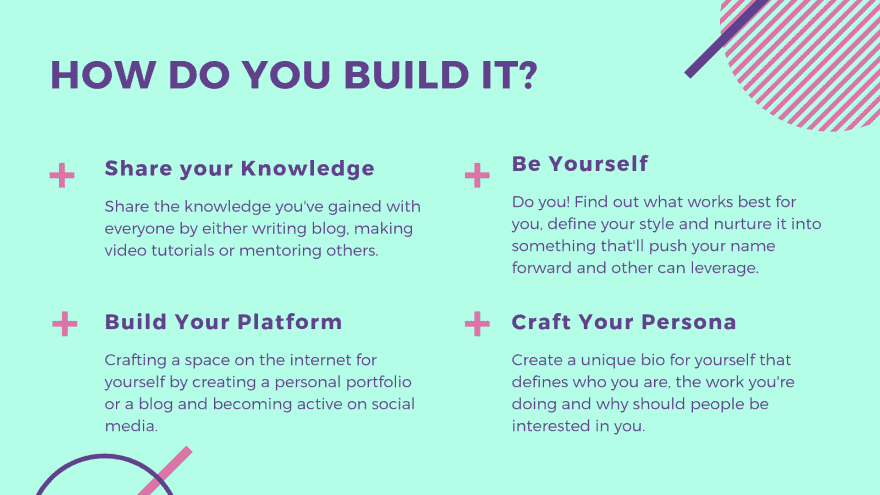 HOW DO YOU BUILD IT?
Share your Knowledge
Share the knowledge you've gained with
everyone by either writing blog, making
video tutorials or mentoring others.
Be Yourself
Do you! Find out what works best for
you, define your style and nurture it into
something that'll push your name
forward and other can leverage.
Build Your Platform
Crafting a space on the internet for
yourself by creating a personal portfolio
or a blog and becoming active on social
media.
Craft Your Persona
Create a unique bio for yourself that
defines who you are, the work you're
doing and why should people be
interested in you.